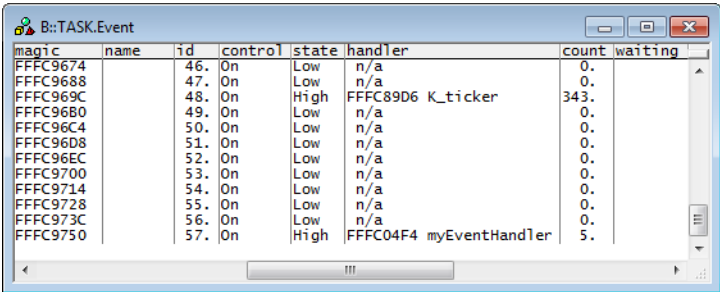 B::TASK.Event
magic name id control state handler count waiting
FFFC9674 46. On Low n/a 0.
FFFC9688 47. On Low n/a 0.
FFFC969C 48. On High FFFC89D6 K_ticker 343.
FFFC96B0 49. On Low n/a 0.
FFFC96C4 50. On Low n/a 0.
FFFC96D8 51. On Low n/a 0.
FFFC96EC 52. On Low n/a 0.
FFFC9700 53. On Low n/a 0.
FFFC9714 54. On Low n/a 0.
FFFC9728 55. On Low n/a 0.
FFFC973C 56. On Low n/a 0.
FFFC9750 57. On High FFFC04F4 myEventHandler 5.